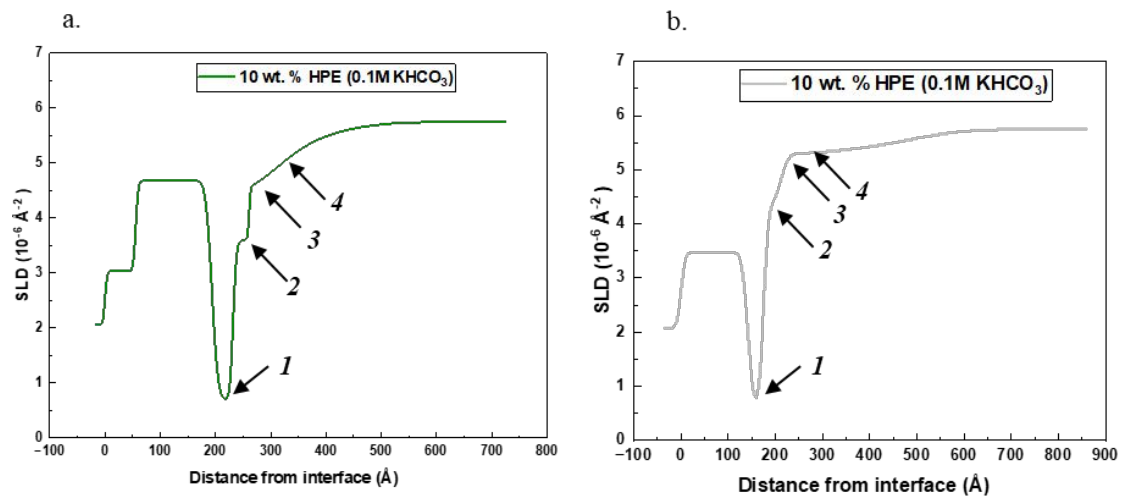 a.
7
6
5
4
3
2
1
0
SLD (10⁻⁶ Å⁻²)
10 wt. % HPE (0.1M KHCO₃)
1
2
3
4
−100 0 100 200 300 400 500 600 700 800
Distance from interface (Å)
b.
7
6
5
4
3
2
1
0
SLD (10⁻⁶ Å⁻²)
10 wt. % HPE (0.1M KHCO₃)
4
3
2
1
−100 0 100 200 300 400 500 600 700 800 900
Distance from interface (Å)